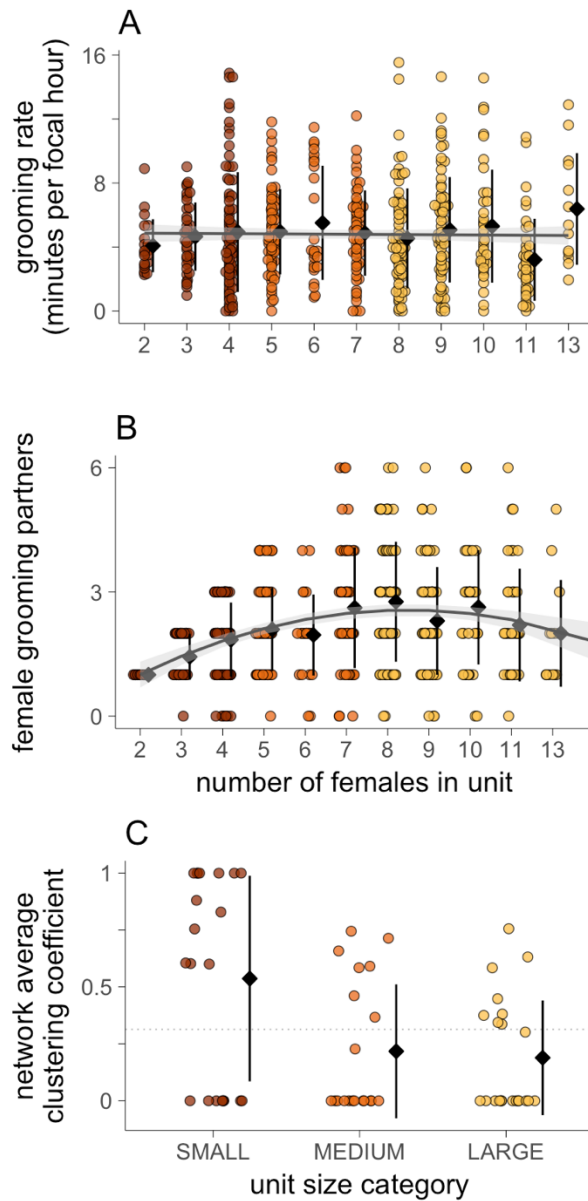 A
grooming rate
(minutes per focal hour)
16
8
0
2 3 4 5 6 7 8 9 10 11 13
B
female grooming partners
6
3
0
2 3 4 5 6 7 8 9 10 11 13
number of females in unit
C
network average
clustering coefficient
1
0.5
0
SMALL MEDIUM LARGE
unit size category